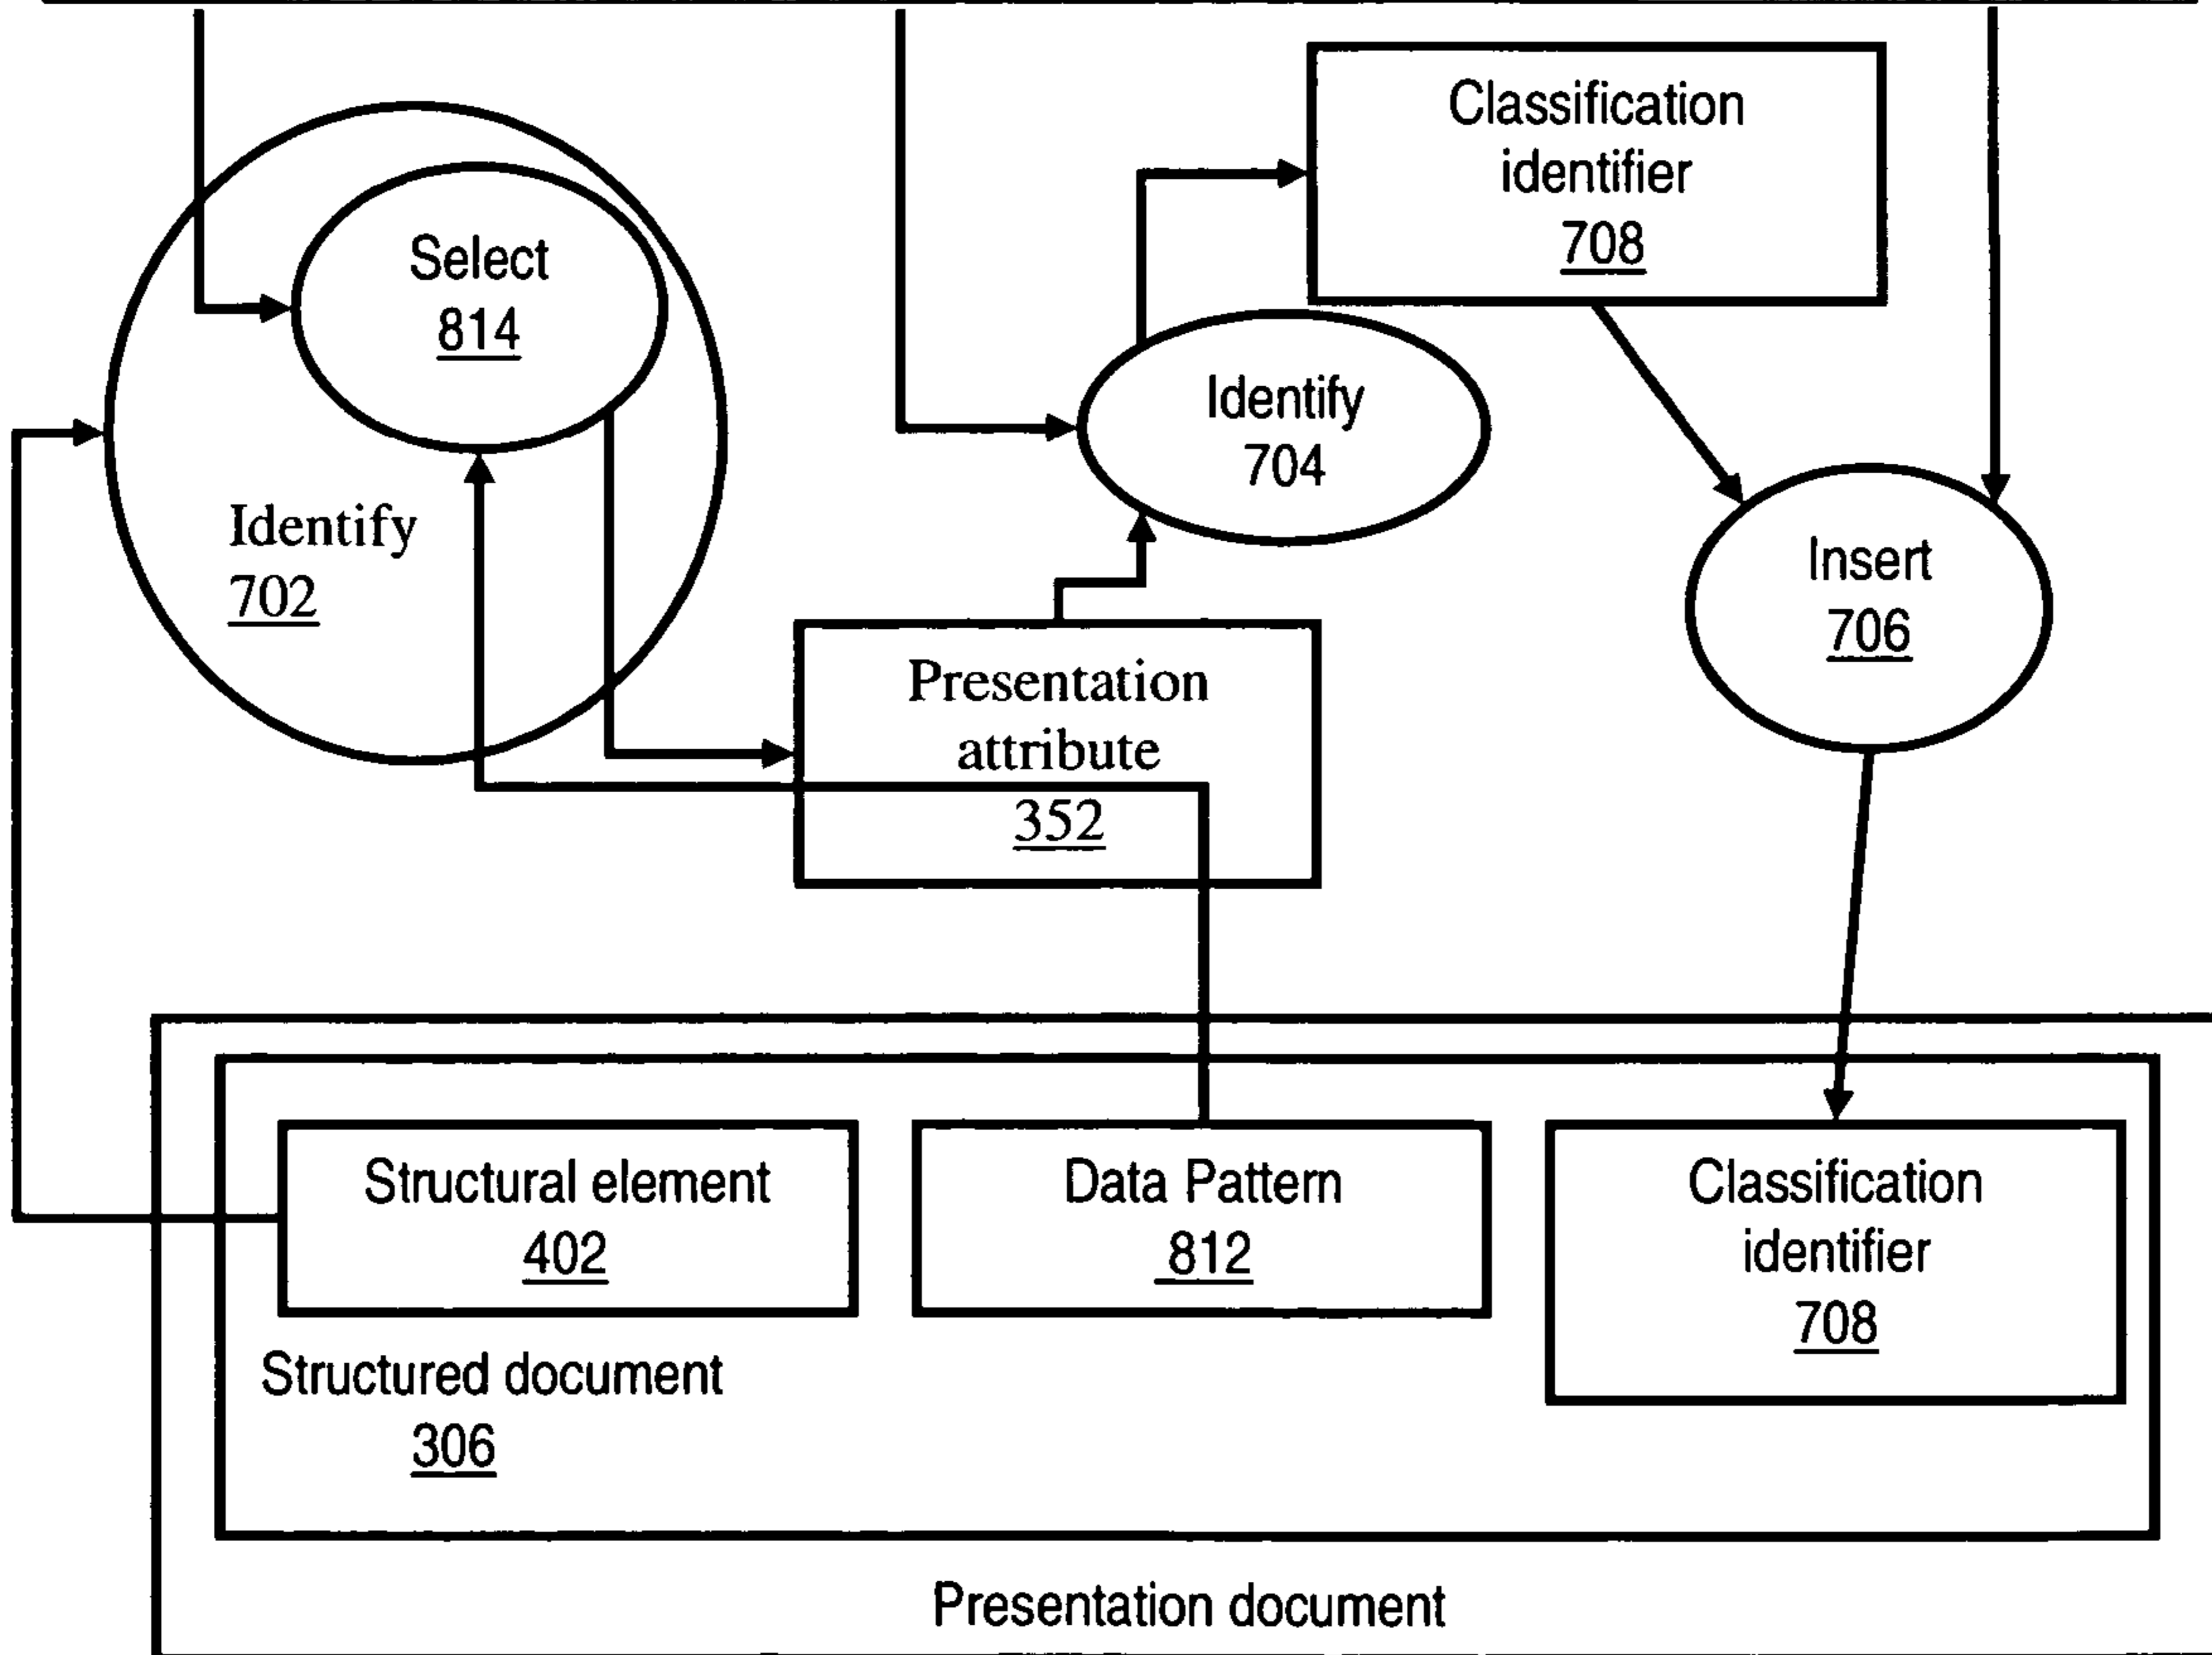 Classification
identifier
708
Select
814
Identify
704
Identify
702
Insert
706
Presentation
attribute
352
Structural element
402
Data Pattern
812
Classification
identifier
708
Structured document
306
Presentation document